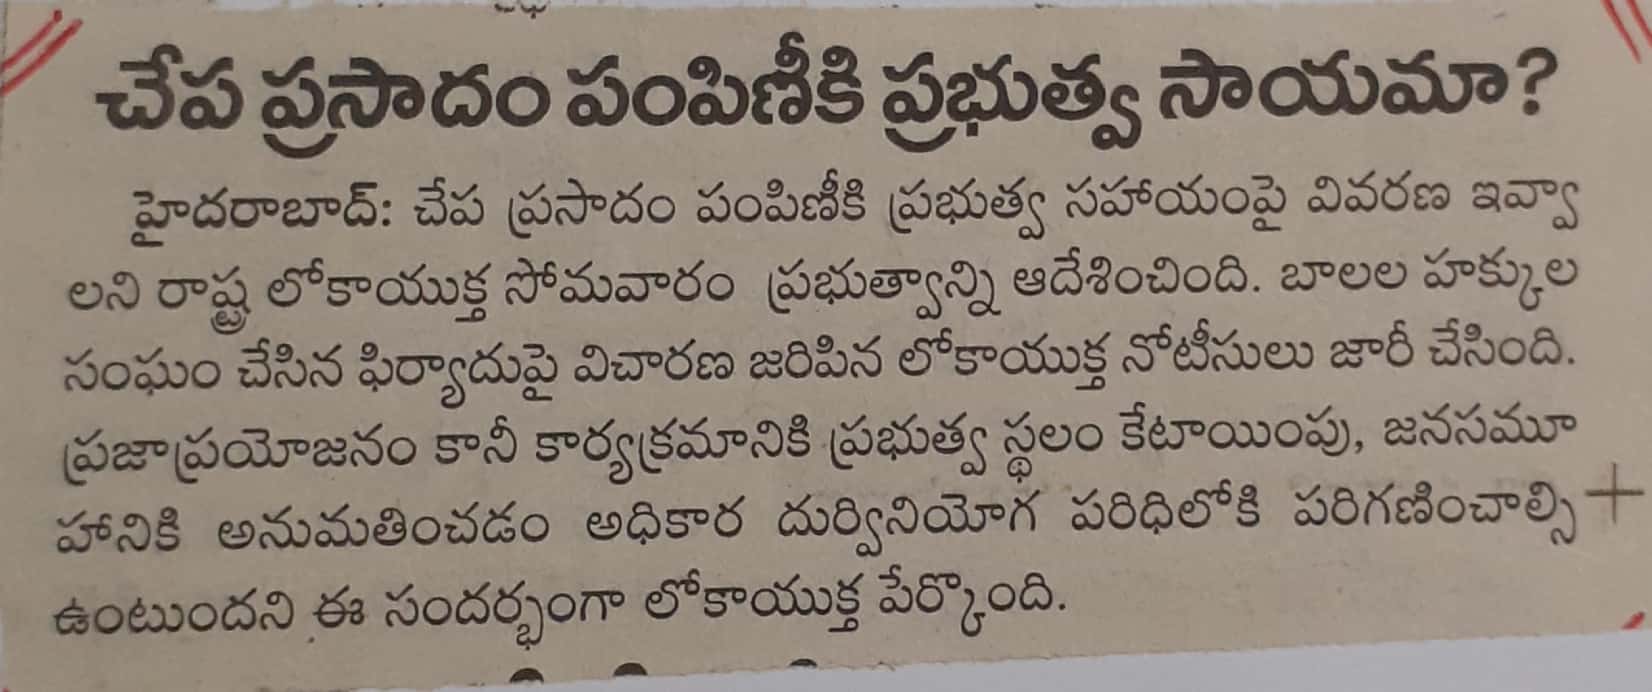 చేప ప్రసాదం పంపిణీకి ప్రభుత్వ సాయమా?
హైదరాబాద్: చేప ప్రసాదం పంపిణీకి ప్రభుత్వ సహాయంపై వివరణ ఇవ్వా
లని రాష్ట్ర లోకాయుక్త సోమవారం ప్రభుత్వాన్ని ఆదేశించింది. బాలల హక్కుల
సంఘం చేసిన ఫిర్యాదుపై విచారణ జరిపిన లోకాయుక్త నోటీసులు జారీ చేసింది.
ప్రజాప్రయోజనం కానీ కార్యక్రమానికి ప్రభుత్వ స్థలం కేటాయింపు, జనసమూ
హానికి అనుమతించడం అధికార దుర్వినియోగ పరిధిలోకి పరిగణించాల్సి
ఉంటుందని ఈ సందర్భంగా లోకాయుక్త పేర్కొంది.